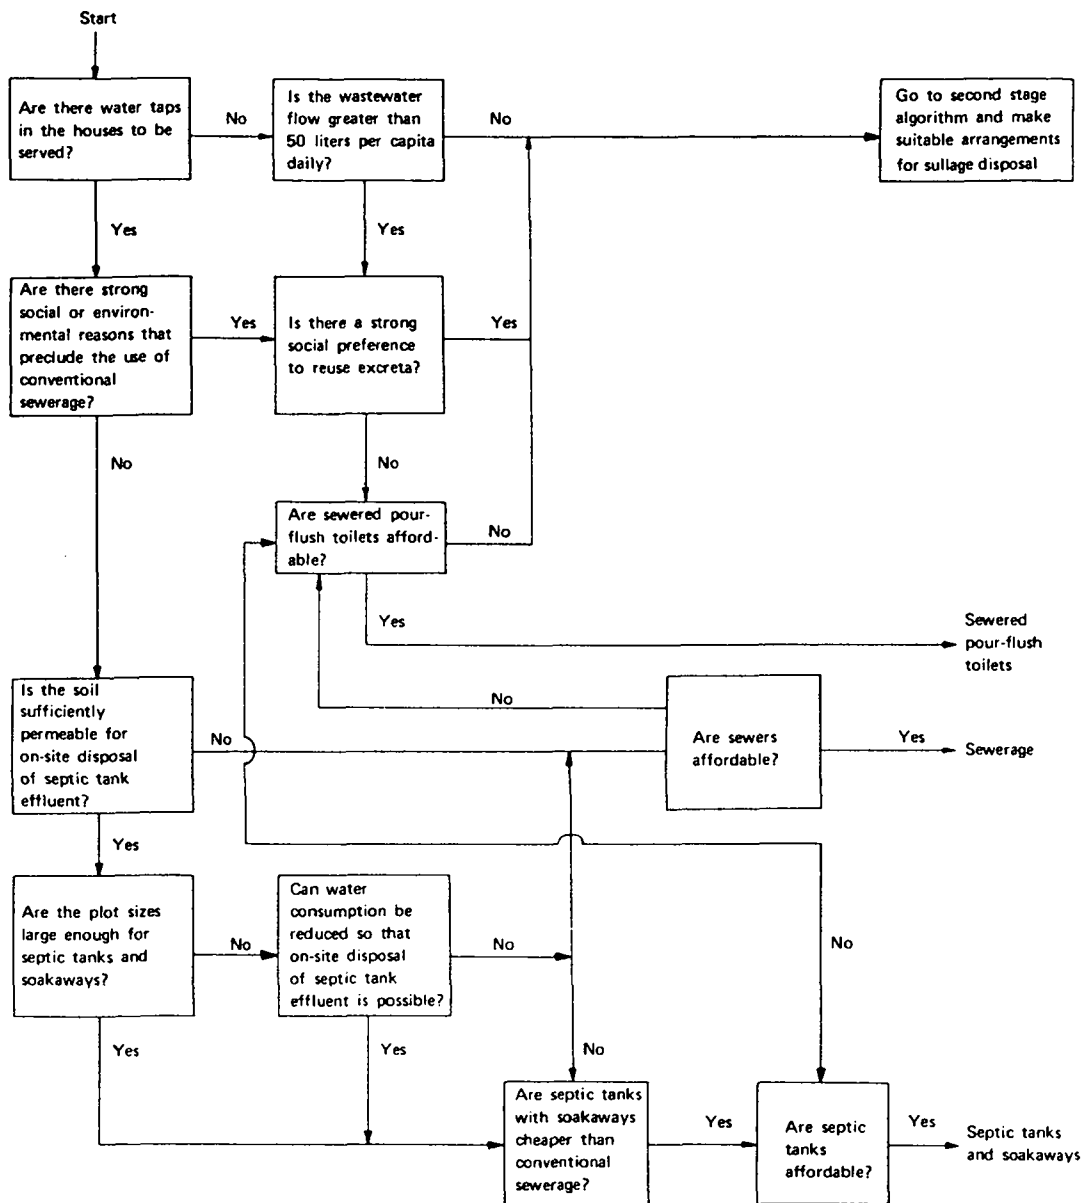 Start
Are there water taps
in the houses to be
served?
No
Is the wastewater
flow greater than
50 liters per capita
daily?
No
Go to second stage
algorithm and make
suitable arrangements
for sullage disposal
Yes
Yes
Are there strong
social or environ-
mental reasons that
preclude the use of
conventional
sewerage?
Yes
Is there a strong
social preference
to reuse excreta?
Yes
No
No
Are sewered pour-
flush toilets afford-
able?
No
Yes
Sewered
pour-flush
toilets
Is the soil
sufficiently
permeable for
on-site disposal
of septic tank
effluent?
No
No
Are sewers
affordable?
Yes
Sewerage
Yes
Are the plot sizes
large enough for
septic tanks and
soakaways?
No
Can water
consumption be
reduced so that
on-site disposal
of septic tank
effluent is possible?
No
No
Yes
Yes
No
Are septic tanks
with soakaways
cheaper than
conventional
sewerage?
Yes
Are septic
tanks
affordable?
Yes
Septic tanks
and soakaways